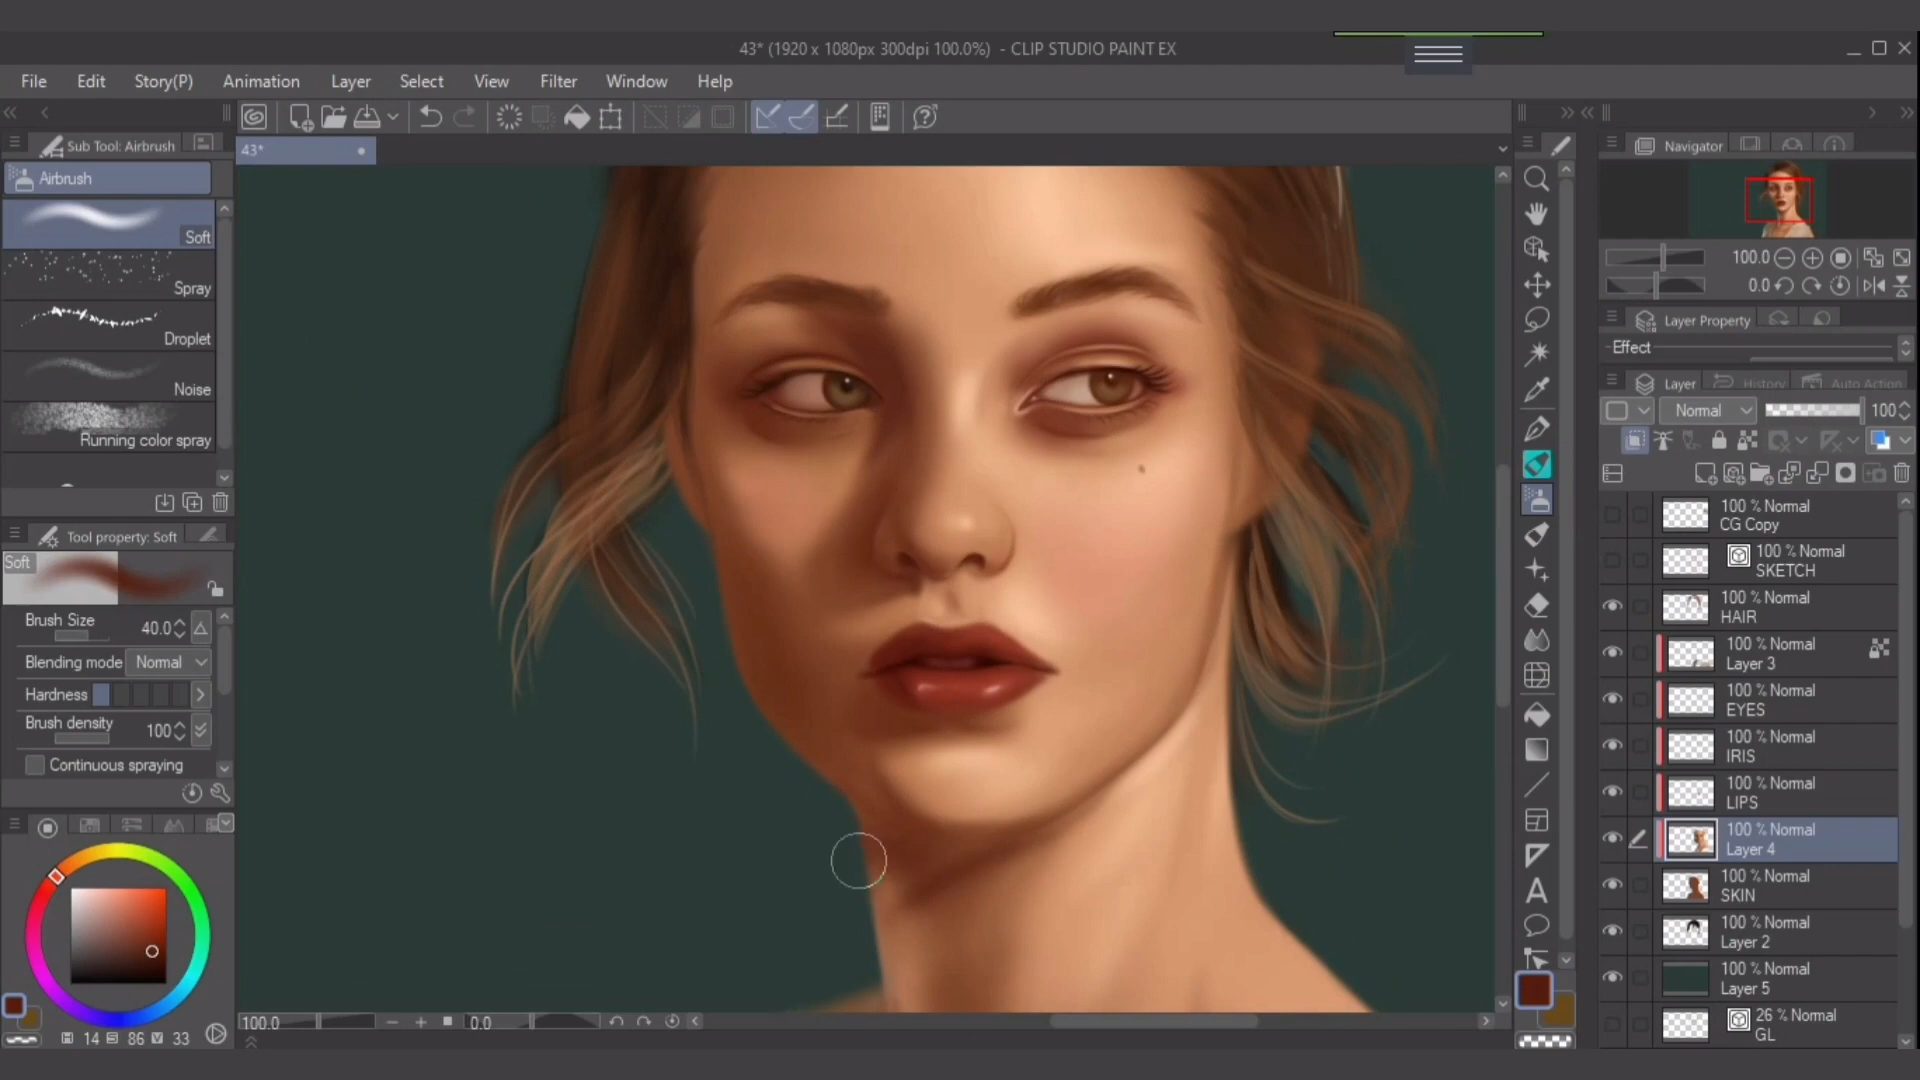 43* (1920 x 1080px 300dpi 100.0%)  - CLIP STUDIO PAINT EX
File Edit Story(P) Animation Layer Select View Filter Window Help
Sub Tool: Airbrush
Airbrush
Soft
Spray
Droplet
Noise
Running color spray
Tool property: Soft
Soft
Brush Size 40.0
Blending mode Normal
Hardness
Brush density 100
Continuous spraying
H 14 S 86 V 33
43*
100.0 0.0
A
Navigator
100.0
0.0
Layer Property
Effect
Layer History Auto Action
Normal 100
100 % Normal
CG Copy
100 % Normal
SKETCH
100 % Normal
HAIR
100 % Normal
Layer 3
100 % Normal
EYES
100 % Normal
IRIS
100 % Normal
LIPS
100 % Normal
Layer 4
100 % Normal
SKIN
100 % Normal
Layer 2
100 % Normal
Layer 5
26 % Normal
GL